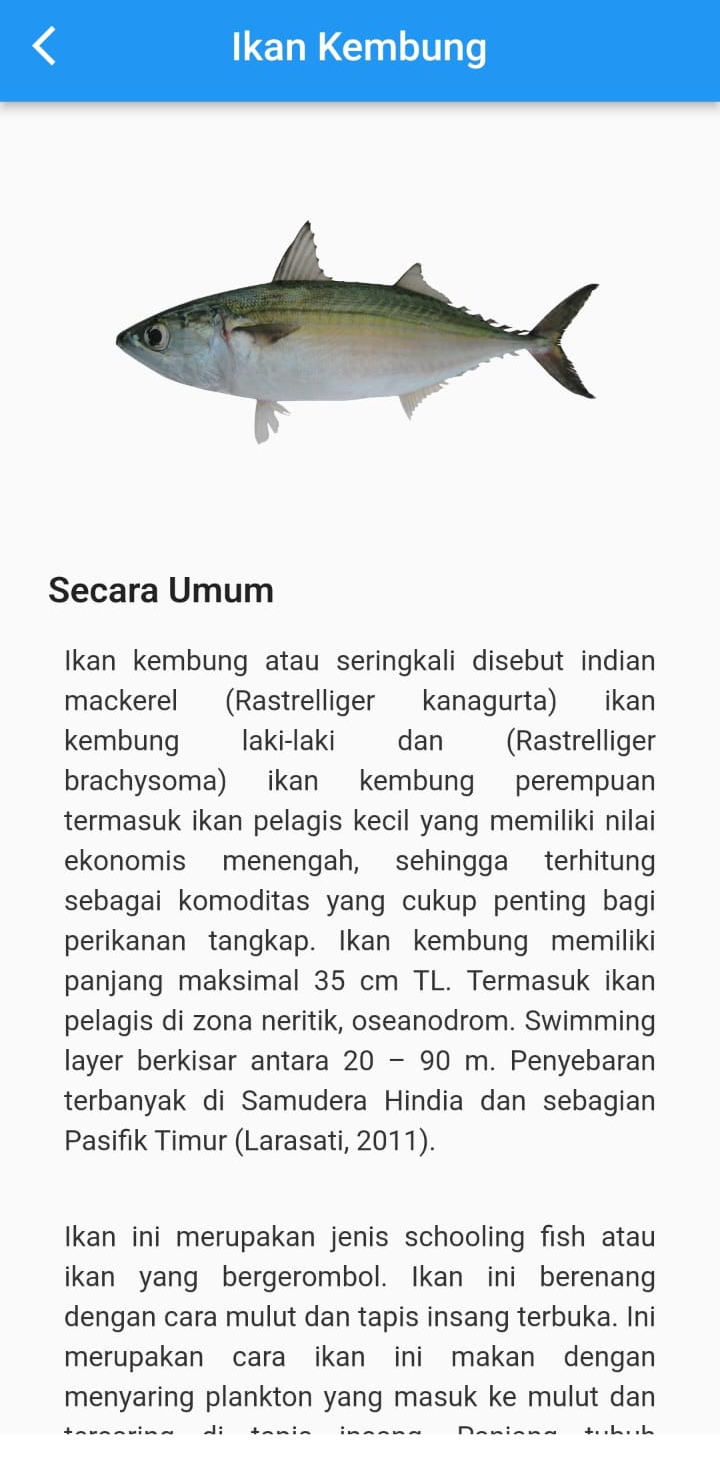 Ikan Kembung
Secara Umum
Ikan kembung atau seringkali disebut indian
mackerel (Rastrelliger kanagurta) ikan
kembung laki-laki dan (Rastrelliger
brachysoma) ikan kembung perempuan
termasuk ikan pelagis kecil yang memiliki nilai
ekonomis menengah, sehingga terhitung
sebagai komoditas yang cukup penting bagi
perikanan tangkap. Ikan kembung memiliki
panjang maksimal 35 cm TL. Termasuk ikan
pelagis di zona neritik, oseanodrom. Swimming
layer berkisar antara 20 – 90 m. Penyebaran
terbanyak di Samudera Hindia dan sebagian
Pasifik Timur (Larasati, 2011).
Ikan ini merupakan jenis schooling fish atau
ikan yang bergerombol. Ikan ini berenang
dengan cara mulut dan tapis insang terbuka. Ini
merupakan cara ikan ini makan dengan
menyaring plankton yang masuk ke mulut dan